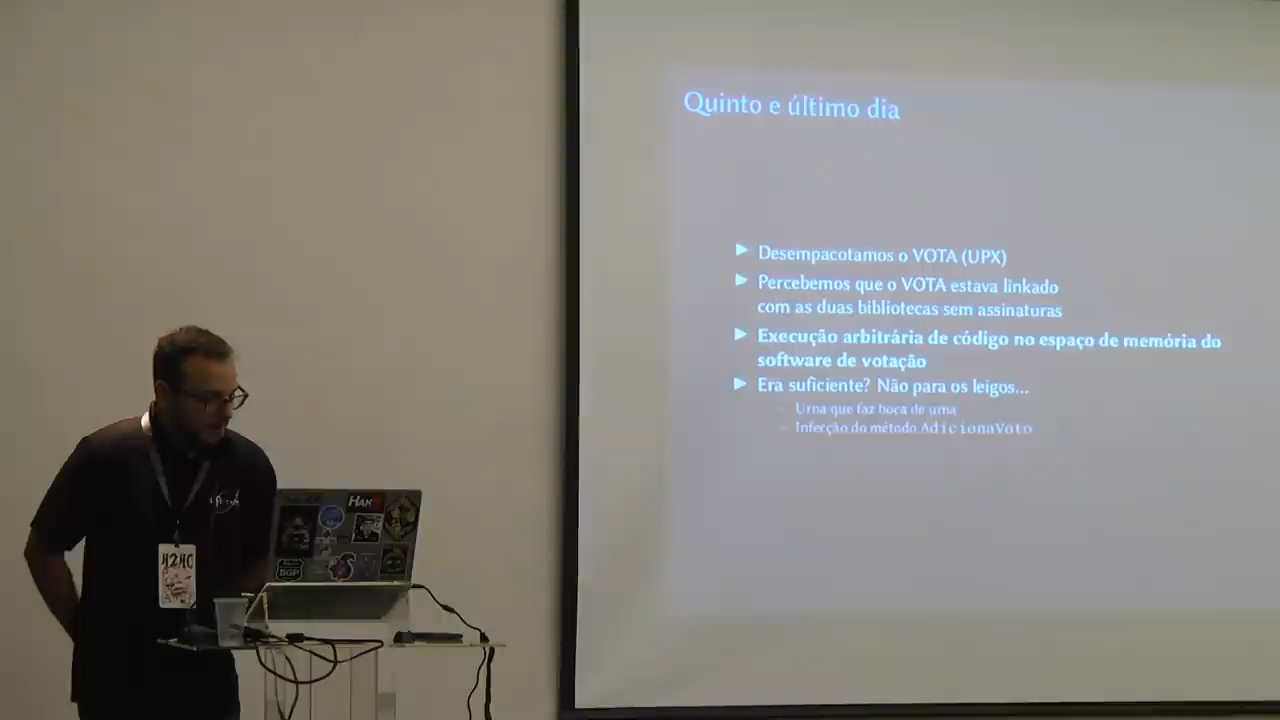 Quinto e último dia
► Desempacotamos o VOTA (UPX)
► Percebemos que o VOTA estava linkado
com as duas bibliotecas sem assinaturas
► Execução arbitrária de código no espaço de memória do
software de votação
► Era suficiente? Não para os leigos...
- Urna que faz boca de urna
- Infecção do método AdicionaVoto
H2HC
BGP